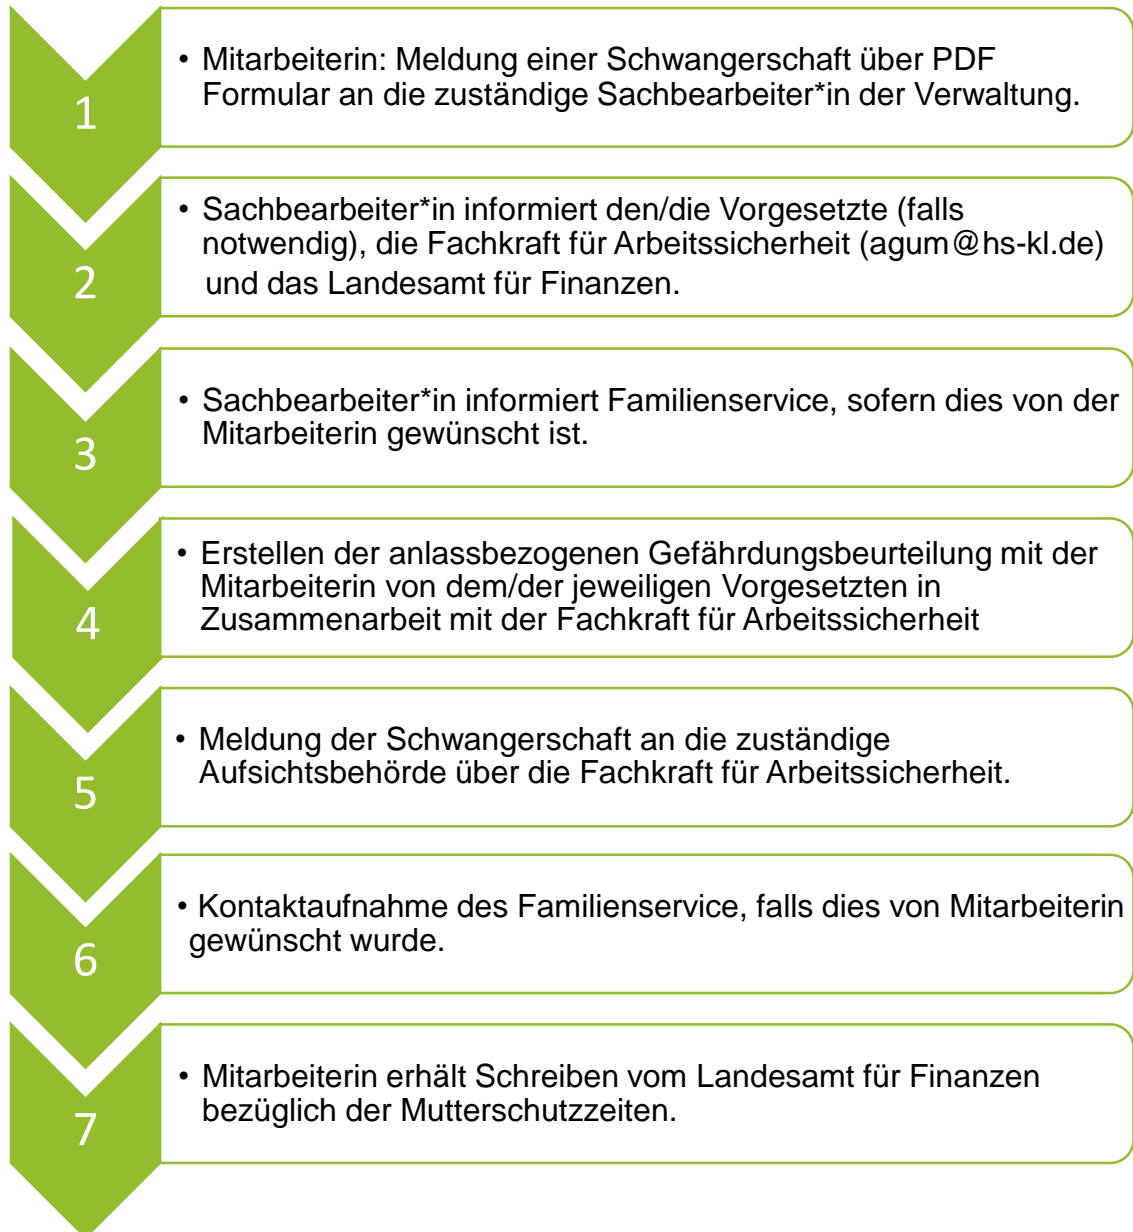 1
• Mitarbeiterin: Meldung einer Schwangerschaft über PDF
Formular an die zuständige Sachbearbeiter*in der Verwaltung.
2
• Sachbearbeiter*in informiert den/die Vorgesetzte (falls
notwendig), die Fachkraft für Arbeitssicherheit (agum@hs-kl.de)
und das Landesamt für Finanzen.
3
• Sachbearbeiter*in informiert Familienservice, sofern dies von der
Mitarbeiterin gewünscht ist.
4
• Erstellen der anlassbezogenen Gefährdungsbeurteilung mit der
Mitarbeiterin von dem/der jeweiligen Vorgesetzten in
Zusammenarbeit mit der Fachkraft für Arbeitssicherheit
5
• Meldung der Schwangerschaft an die zuständige
Aufsichtsbehörde über die Fachkraft für Arbeitssicherheit.
6
• Kontaktaufnahme des Familienservice, falls dies von Mitarbeiterin
gewünscht wurde.
7
• Mitarbeiterin erhält Schreiben vom Landesamt für Finanzen
bezüglich der Mutterschutzzeiten.